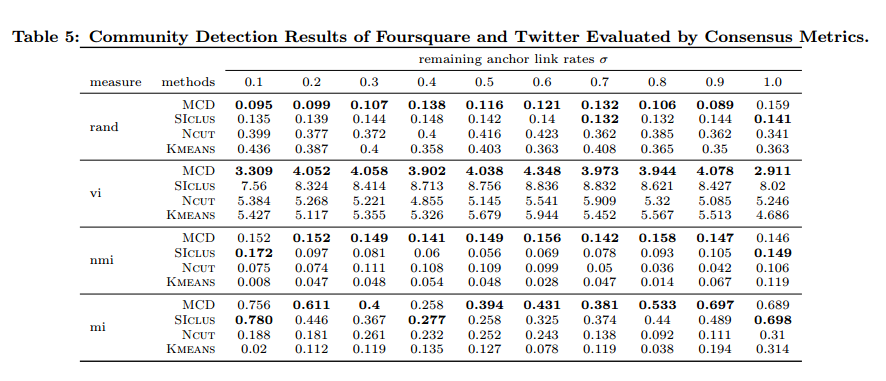 Table 5: Community Detection Results of Foursquare and Twitter Evaluated by Consensus Metrics.
remaining anchor link rates σ
measure methods 0.1 0.2 0.3 0.4 0.5 0.6 0.7 0.8 0.9 1.0
rand
MCD 0.095 0.099 0.107 0.138 0.116 0.121 0.132 0.106 0.089 0.159
SICLUS 0.135 0.139 0.144 0.148 0.142 0.14 0.132 0.132 0.144 0.141
NCUT 0.399 0.377 0.372 0.4 0.416 0.423 0.362 0.385 0.362 0.341
KMEANS 0.436 0.387 0.4 0.358 0.403 0.363 0.408 0.365 0.35 0.363
vi
MCD 3.309 4.052 4.058 3.902 4.038 4.348 3.973 3.944 4.078 2.911
SICLUS 7.56 8.324 8.414 8.713 8.756 8.836 8.832 8.621 8.427 8.02
NCUT 5.384 5.268 5.221 4.855 5.145 5.541 5.909 5.32 5.085 5.246
KMEANS 5.427 5.117 5.355 5.326 5.679 5.944 5.452 5.567 5.513 4.686
nmi
MCD 0.152 0.152 0.149 0.141 0.149 0.156 0.142 0.158 0.147 0.146
SICLUS 0.172 0.097 0.081 0.06 0.056 0.069 0.078 0.093 0.105 0.149
NCUT 0.075 0.074 0.111 0.108 0.109 0.099 0.05 0.036 0.042 0.106
KMEANS 0.008 0.047 0.048 0.054 0.048 0.028 0.047 0.014 0.067 0.119
mi
MCD 0.756 0.611 0.4 0.258 0.394 0.431 0.381 0.533 0.697 0.689
SICLUS 0.780 0.446 0.367 0.277 0.258 0.325 0.374 0.44 0.489 0.698
NCUT 0.188 0.181 0.261 0.232 0.252 0.243 0.138 0.092 0.111 0.31
KMEANS 0.02 0.112 0.119 0.135 0.127 0.078 0.119 0.038 0.194 0.314